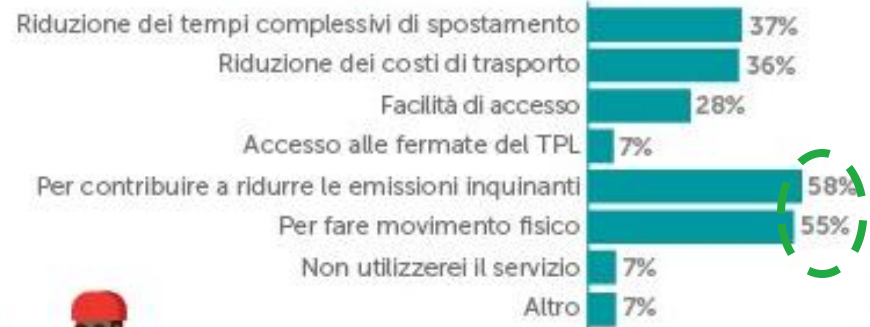 Riduzione dei tempi complessivi di spostamento 37%
Riduzione dei costi di trasporto 36%
Facilità di accesso 28%
Accesso alle fermate del TPL 7%
Per contribuire a ridurre le emissioni inquinanti 58%
Per fare movimento fisico 55%
Non utilizzerei il servizio 7%
Altro 7%